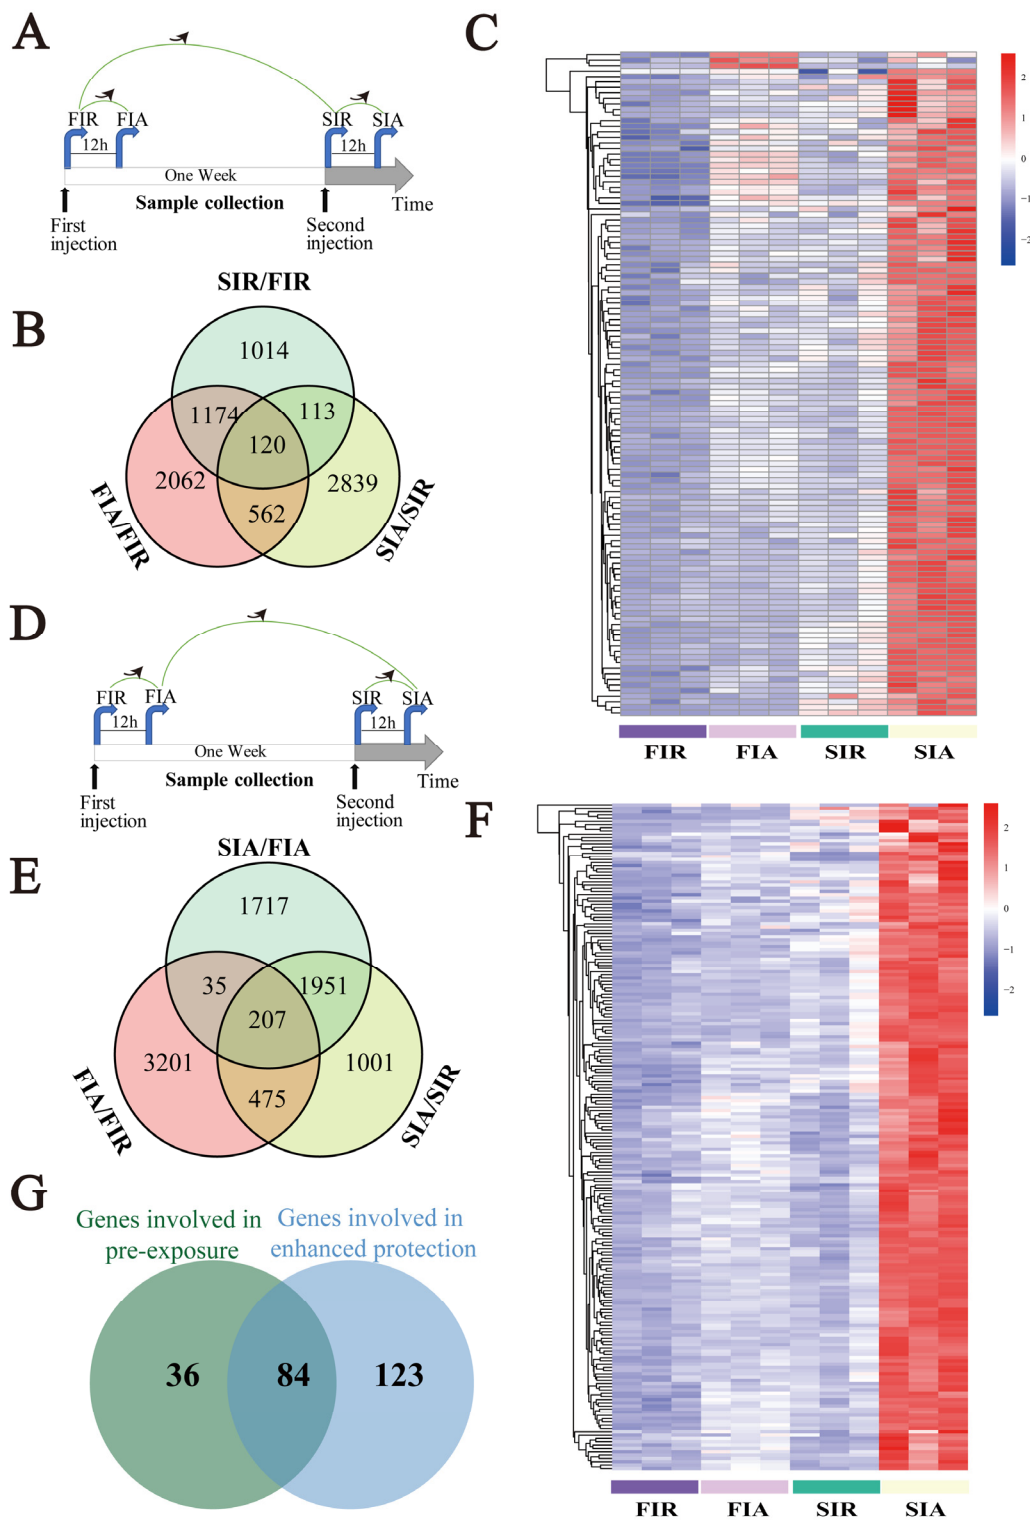 A
FIR FIA SIR SIA
12h 12h
One Week
Sample collection
Time
First
injection
Second
injection
B
SIR/FIR
1014
1174 113
120
2062 2839
562
FIA/FIR
SIA/SIR
C
2
1
0
−1
−2
FIR FIA SIR SIA
D
FIR FIA SIR SIA
12h 12h
One Week
Sample collection
Time
First
injection
Second
injection
E
SIA/FIA
1717
35 1951
207
3201 1001
475
FIA/FIR
SIA/SIR
F
2
1
0
−1
−2
FIR FIA SIR SIA
G
Genes involved in
pre-exposure
Genes involved in
enhanced protection
36 84 123